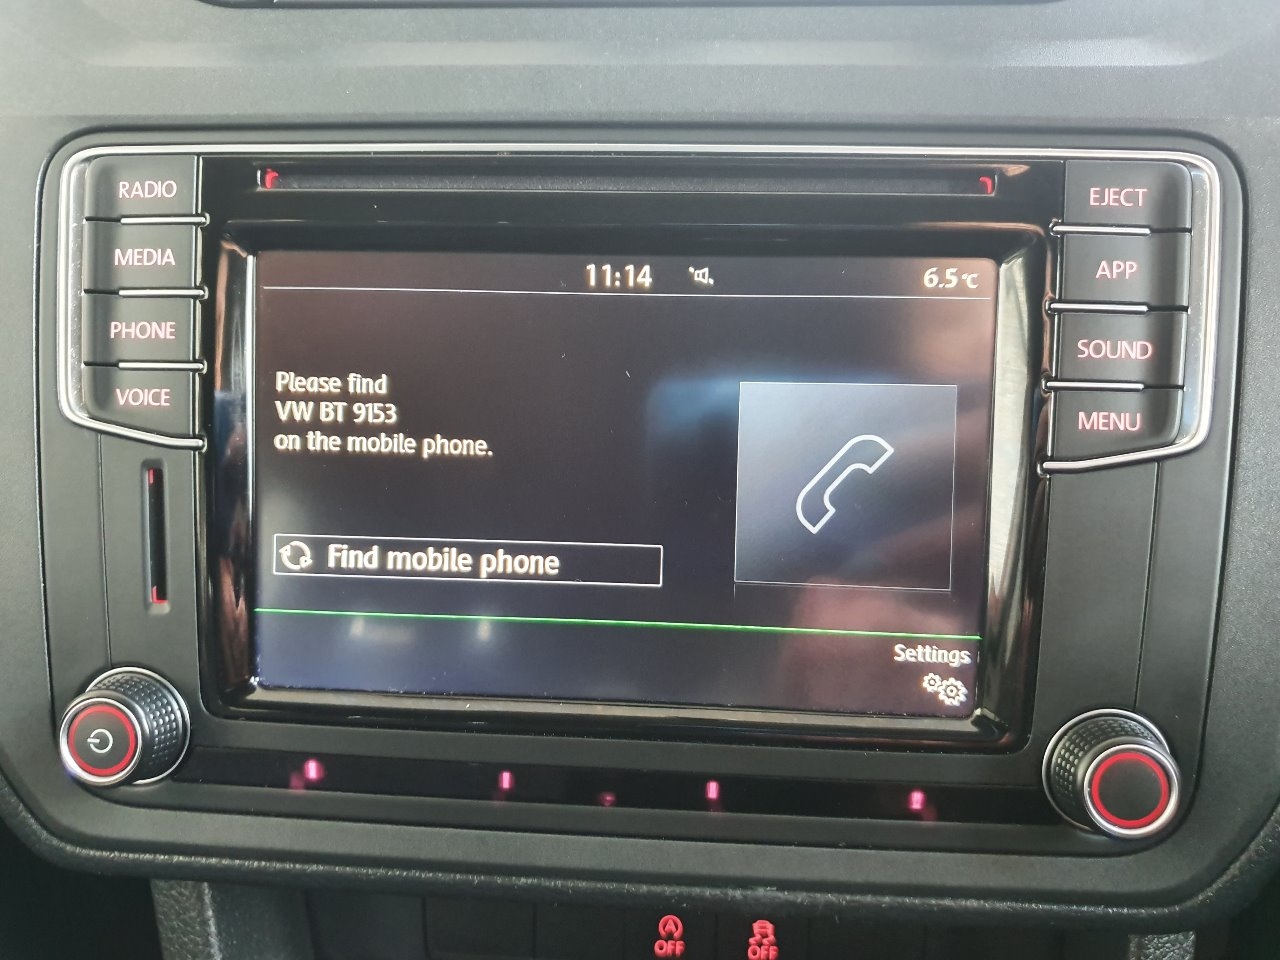 RADIO
MEDIA
PHONE
VOICE
EJECT
APP
SOUND
MENU
11:14
6.5°C
Please find
VW BT 9153
on the mobile phone.
Find mobile phone
Settings
OFF
OFF